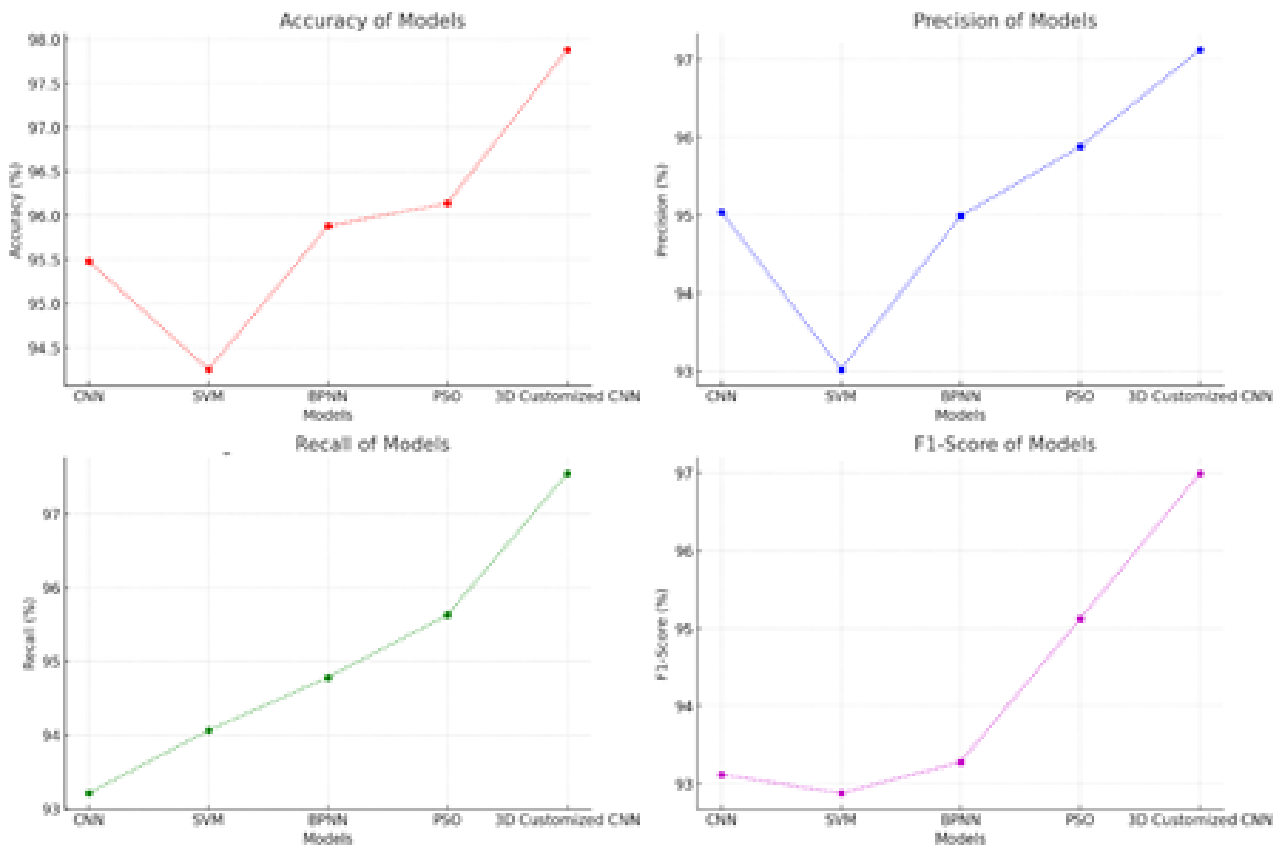 Accuracy of Models
98.0
97.5
97.0
96.5
96.0
95.5
95.0
94.5
Accuracy (%)
CNN SVM BPNN PSO 3D Customized CNN
Models
Precision of Models
97
96
95
94
93
Precision (%)
CNN SVM BPNN PSO 3D Customized CNN
Models
Recall of Models
97
96
95
94
93
Recall (%)
CNN SVM BPNN PSO 3D Customized CNN
Models
F1-Score of Models
97
96
95
94
93
F1-Score (%)
CNN SVM BPNN PSO 3D Customized CNN
Models